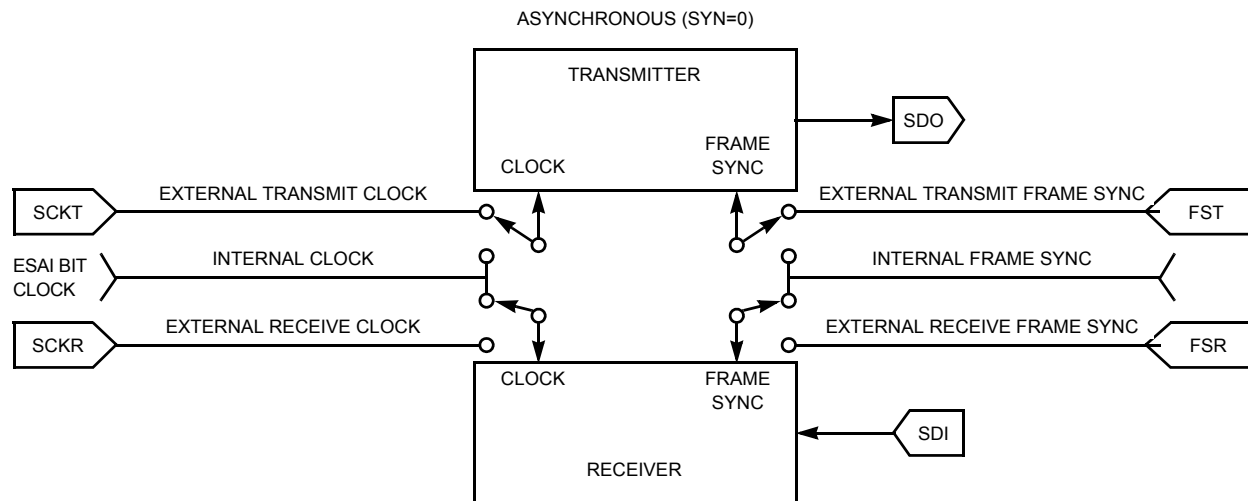 ASYNCHRONOUS (SYN=0)
TRANSMITTER
SDO
CLOCK
FRAME
SYNC
SCKT
EXTERNAL TRANSMIT CLOCK
EXTERNAL TRANSMIT FRAME SYNC
FST
ESAI BIT
CLOCK
INTERNAL CLOCK
INTERNAL FRAME SYNC
SCKR
EXTERNAL RECEIVE CLOCK
EXTERNAL RECEIVE FRAME SYNC
FSR
CLOCK
FRAME
SYNC
SDI
RECEIVER